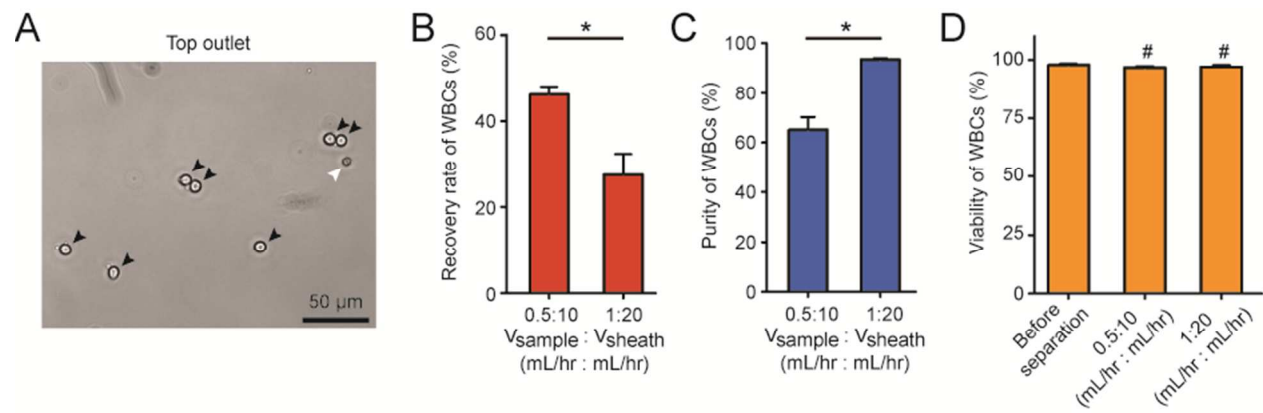 A
Top outlet
50 µm
B
Recovery rate of WBCs (%)
60
40
20
0
*
0.5:10
1:20
Vsample : Vsheath
(mL/hr : mL/hr)
C
Purity of WBCs (%)
100
80
60
40
20
0
*
0.5:10
1:20
Vsample : Vsheath
(mL/hr : mL/hr)
D
Viability of WBCs (%)
100
75
50
25
0
#
#
Before
separation
0.5:10
(mL/hr : mL/hr)
1:20
(mL/hr : mL/hr)